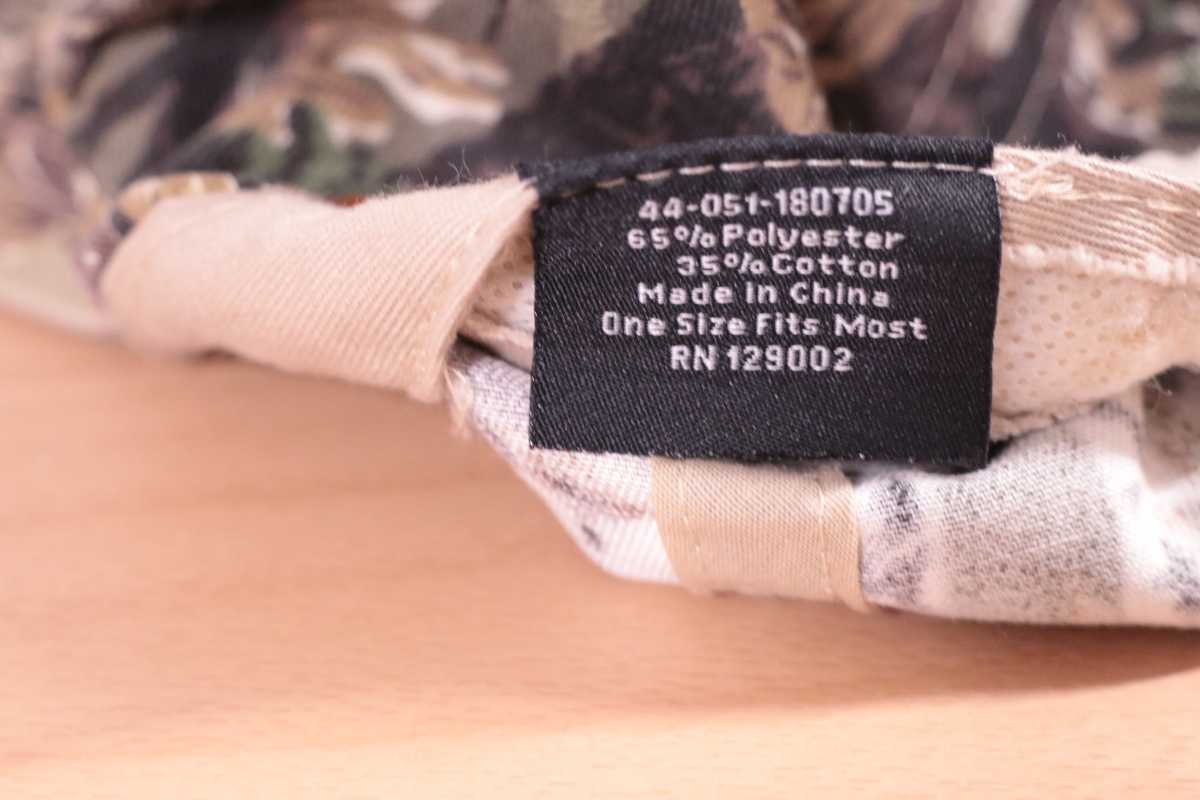 44-051-180705
65%Polyester
35%Cotton
Made In China
One Size Fits Most
RN 129002